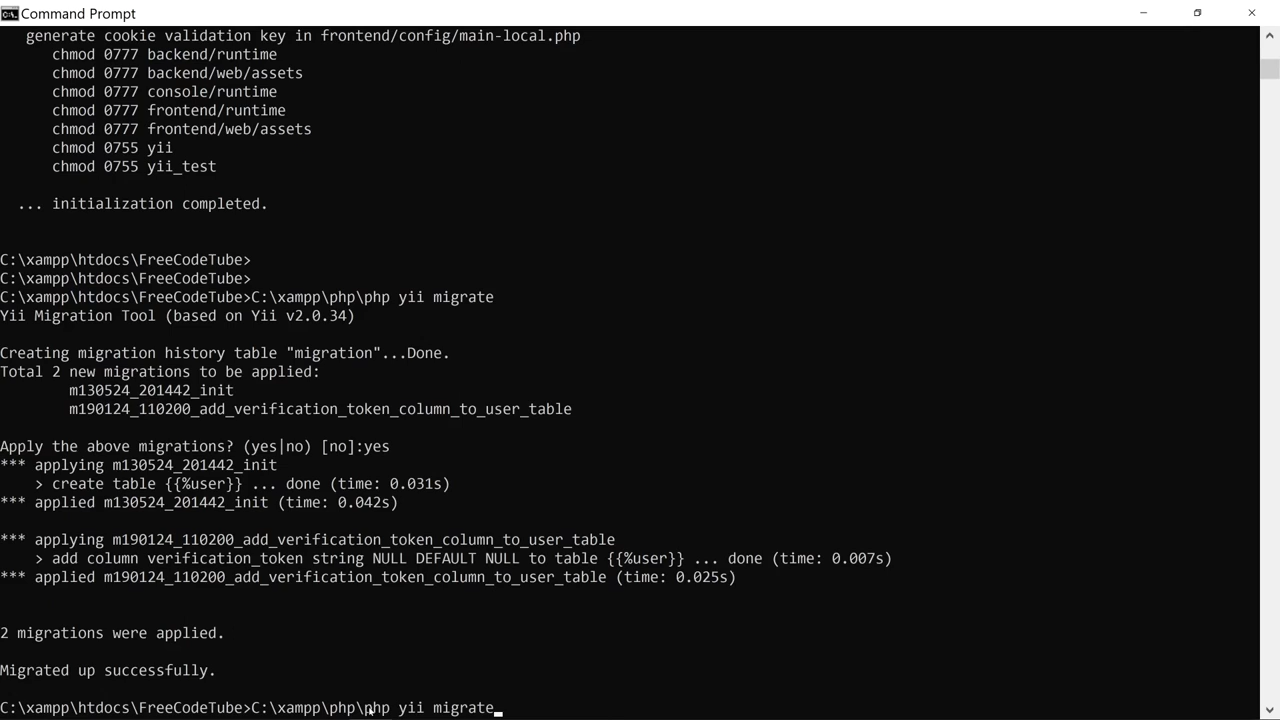 Command Prompt
generate cookie validation key in frontend/config/main-local.php
chmod 0777 backend/runtime
chmod 0777 backend/web/assets
chmod 0777 console/runtime
chmod 0777 frontend/runtime
chmod 0777 frontend/web/assets
chmod 0755 yii
chmod 0755 yii_test
... initialization completed.
C:\xampp\htdocs\FreeCodeTube>
C:\xampp\htdocs\FreeCodeTube>
C:\xampp\htdocs\FreeCodeTube>C:\xampp\php\php yii migrate
Yii Migration Tool (based on Yii v2.0.34)
Creating migration history table "migration"...Done.
Total 2 new migrations to be applied:
m130524_201442_init
m190124_110200_add_verification_token_column_to_user_table
Apply the above migrations? (yes|no) [no]:yes
*** applying m130524_201442_init
> create table {{%user}} ... done (time: 0.031s)
*** applied m130524_201442_init (time: 0.042s)
*** applying m190124_110200_add_verification_token_column_to_user_table
> add column verification_token string NULL DEFAULT NULL to table {{%user}} ... done (time: 0.007s)
*** applied m190124_110200_add_verification_token_column_to_user_table (time: 0.025s)
2 migrations were applied.
Migrated up successfully.
C:\xampp\htdocs\FreeCodeTube>C:\xampp\php\php yii migrate